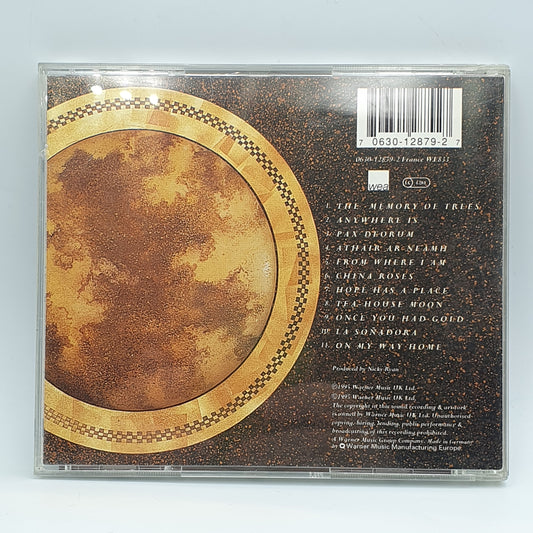 7 0630-12879-2 7
0630-12879-2 France WE833
wea
LC 4281
1. THE MEMORY OF TREES
2. ANYWHERE IS
3. PAX DEORUM
4. ATHAIR AR NEAMH
5. FROM WHERE I AM
6. CHINA ROSES
7. HOPE HAS A PLACE
8. TEA-HOUSE MOON
9. ONCE YOU HAD GOLD
10. LA SOÑADORA
11. ON MY WAY HOME
Produced by Nicky Ryan
℗1995 Warner Music UK Ltd.
©1995 Warner Music UK Ltd.
The copyright in this sound recording & artwork
is owned by Warner Music UK Ltd. Unauthorised
copying, hiring, lending, public performance &
broadcasting of this recording prohibited.
A Warner Music Group Company. Made in Germany
by Warner Music Manufacturing Europe